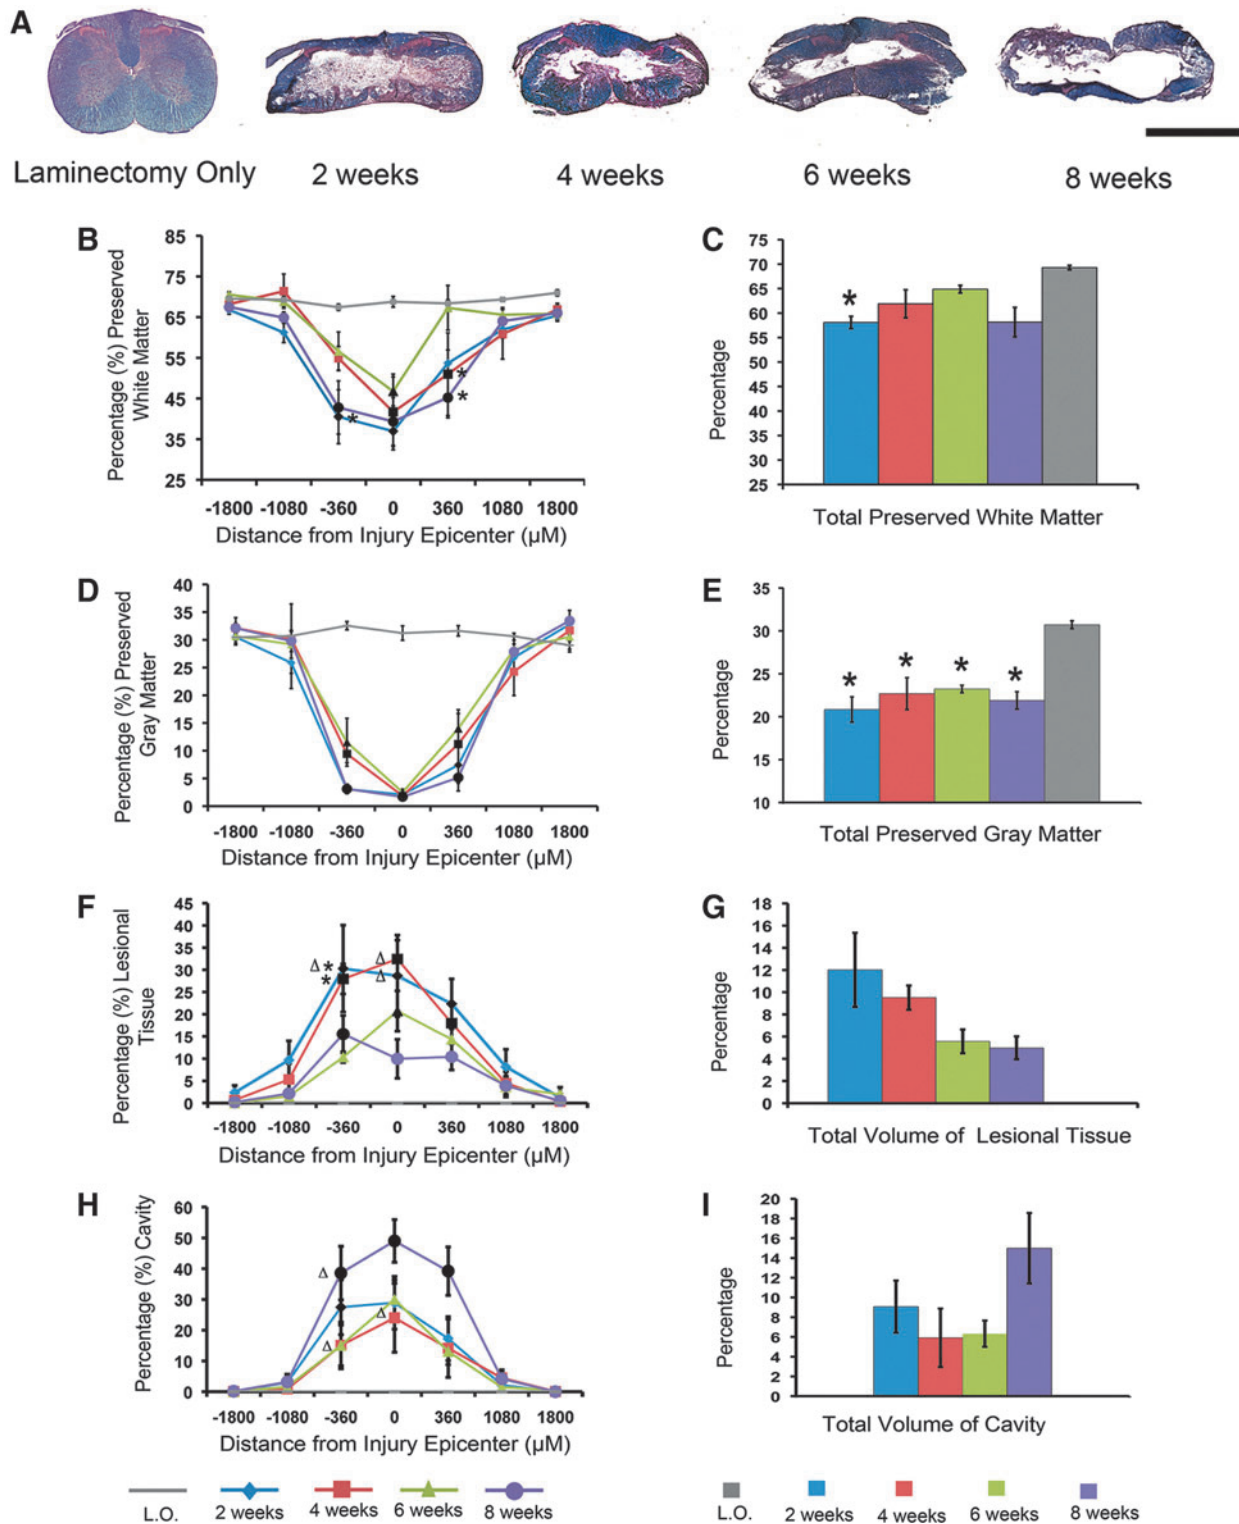 A
Laminectomy Only
2 weeks
4 weeks
6 weeks
8 weeks
B
Percentage (%) Preserved
White Matter
85
75
65
55
45
35
25
*
*
*
-1800 -1080 -360 0 360 1080 1800
Distance from Injury Epicenter (µM)
C
Percentage
75
70
65
60
55
50
45
40
35
30
25
*
Total Preserved White Matter
D
Percentage (%) Preserved
Gray Matter
40
35
30
25
20
15
10
5
0
-1800 -1080 -360 0 360 1080 1800
Distance from Injury Epicenter (µM)
E
Percentage
35
30
25
20
15
10
* * * *
Total Preserved Gray Matter
F
Percentage (%) Lesional
Tissue
45
40
35
30
25
20
15
10
5
0
Δ *
*
Δ
Δ
-1800 -1080 -360 0 360 1080 1800
Distance from Injury Epicenter (µM)
G
Percentage
18
16
14
12
10
8
6
4
2
0
Total Volume of Lesional Tissue
H
Percentage (%) Cavity
60
50
40
30
20
10
0
Δ
Δ
Δ
-1800 -1080 -360 0 360 1080 1800
Distance from Injury Epicenter (µM)
I
Percentage
20
18
16
14
12
10
8
6
4
2
0
Total Volume of Cavity
L.O. 2 weeks 4 weeks 6 weeks 8 weeks
L.O. 2 weeks 4 weeks 6 weeks 8 weeks